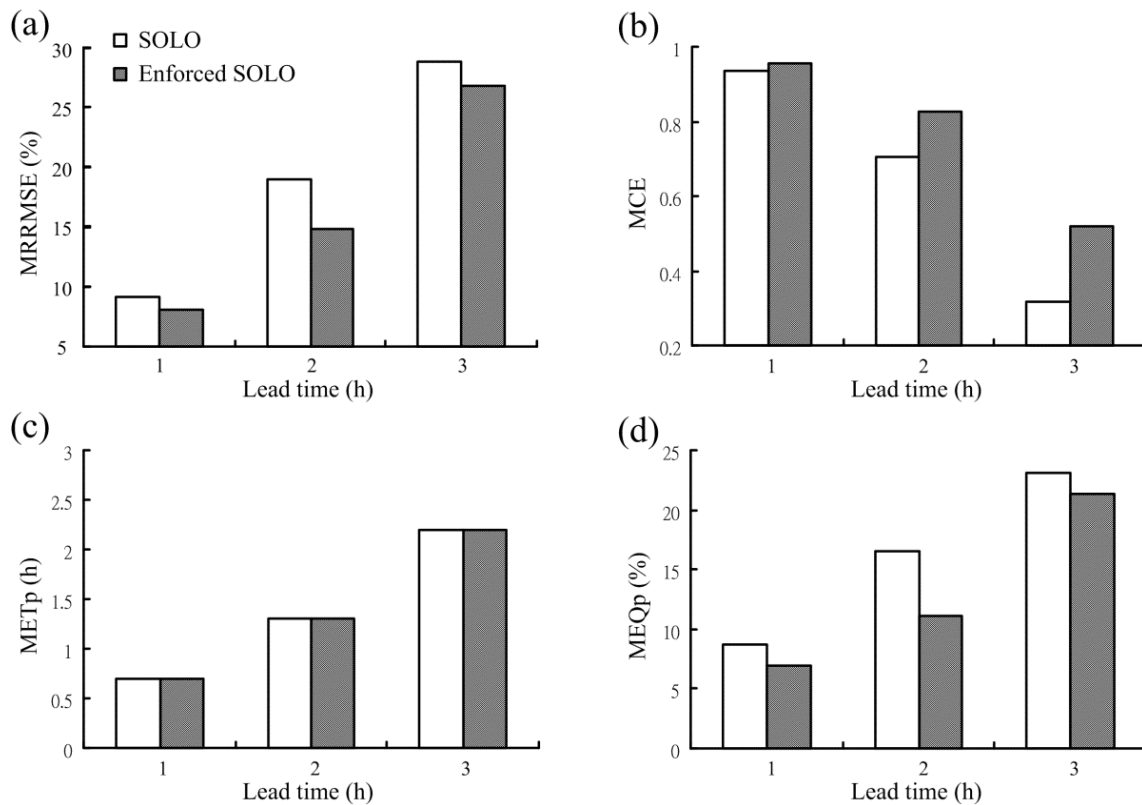 (a)
SOLO
Enforced SOLO
30
25
20
15
10
5
MRRMSE (%)
1 2 3
Lead time (h)
(b)
1
0.8
0.6
0.4
0.2
MCE
1 2 3
Lead time (h)
(c)
3
2.5
2
1.5
1
0.5
0
METp (h)
1 2 3
Lead time (h)
(d)
25
20
15
10
5
0
MEQp (%)
1 2 3
Lead time (h)